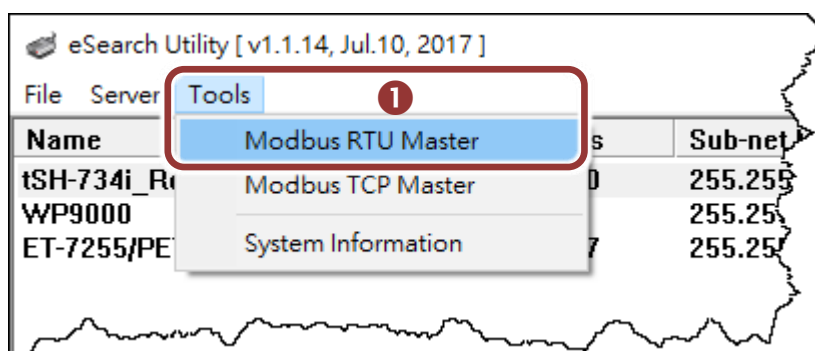 eSearch Utility [ v1.1.14, Jul.10, 2017 ]
File Server Tools
1
Name Modbus RTU Master s Sub-net
tSH-734i_R Modbus TCP Master 0 255.255
WP9000 255.25
ET-7255/PE System Information 7 255.25